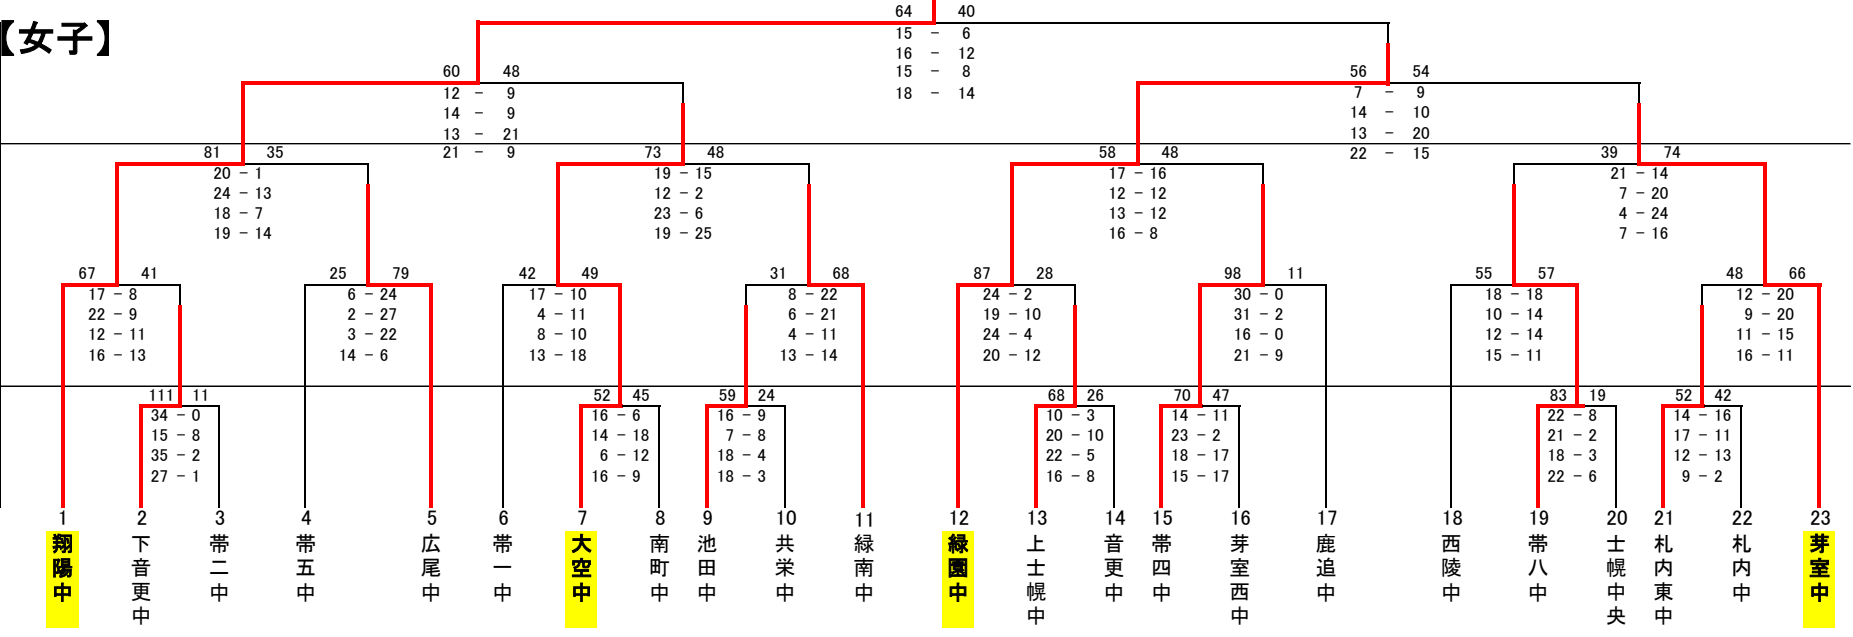 【女子】
64 40
15 － 6
16 － 12
15 － 8
18 － 14
60 48
12 － 9
14 － 9
13 － 21
21 － 9
56 54
7 － 9
14 － 10
13 － 20
22 － 15
81 35
20 － 1
24 － 13
18 － 7
19 － 14
73 48
19 － 15
12 － 2
23 － 6
19 － 25
58 48
17 － 16
12 － 12
13 － 12
16 － 8
39 74
21 － 14
7 － 20
4 － 24
7 － 16
67 41
17 － 8
22 － 9
12 － 11
16 － 13
25 79
6 － 24
2 － 27
3 － 22
14 － 6
42 49
17 － 10
4 － 11
8 － 10
13 － 18
31 68
8 － 22
6 － 21
4 － 11
13 － 14
87 28
24 － 2
19 － 10
24 － 4
20 － 12
98 11
30 － 0
31 － 2
16 － 0
21 － 9
55 57
18 － 18
10 － 14
12 － 14
15 － 11
48 66
12 － 20
9 － 20
11 － 15
16 － 11
111 11
34 － 0
15 － 8
35 － 2
27 － 1
52 45
16 － 6
14 － 18
6 － 12
16 － 9
59 24
16 － 9
7 － 8
18 － 4
18 － 3
68 26
10 － 3
20 － 10
22 － 5
16 － 8
70 47
14 － 11
23 － 2
18 － 17
15 － 17
83 19
22 － 8
21 － 2
18 － 3
22 － 6
52 42
14 － 16
17 － 11
12 － 13
9 － 2
1 2 3 4 5 6 7 8 9 10 11 12 13 14 15 16 17 18 19 20 21 22 23
翔陽中
下音更中
帯二中
帯五中
広尾中
帯一中
大空中
南町中
池田中
共栄中
緑南中
緑園中
上士幌中
音更中
帯四中
芽室西中
鹿追中
西陵中
帯八中
士幌中央
札内東中
札内中
芽室中